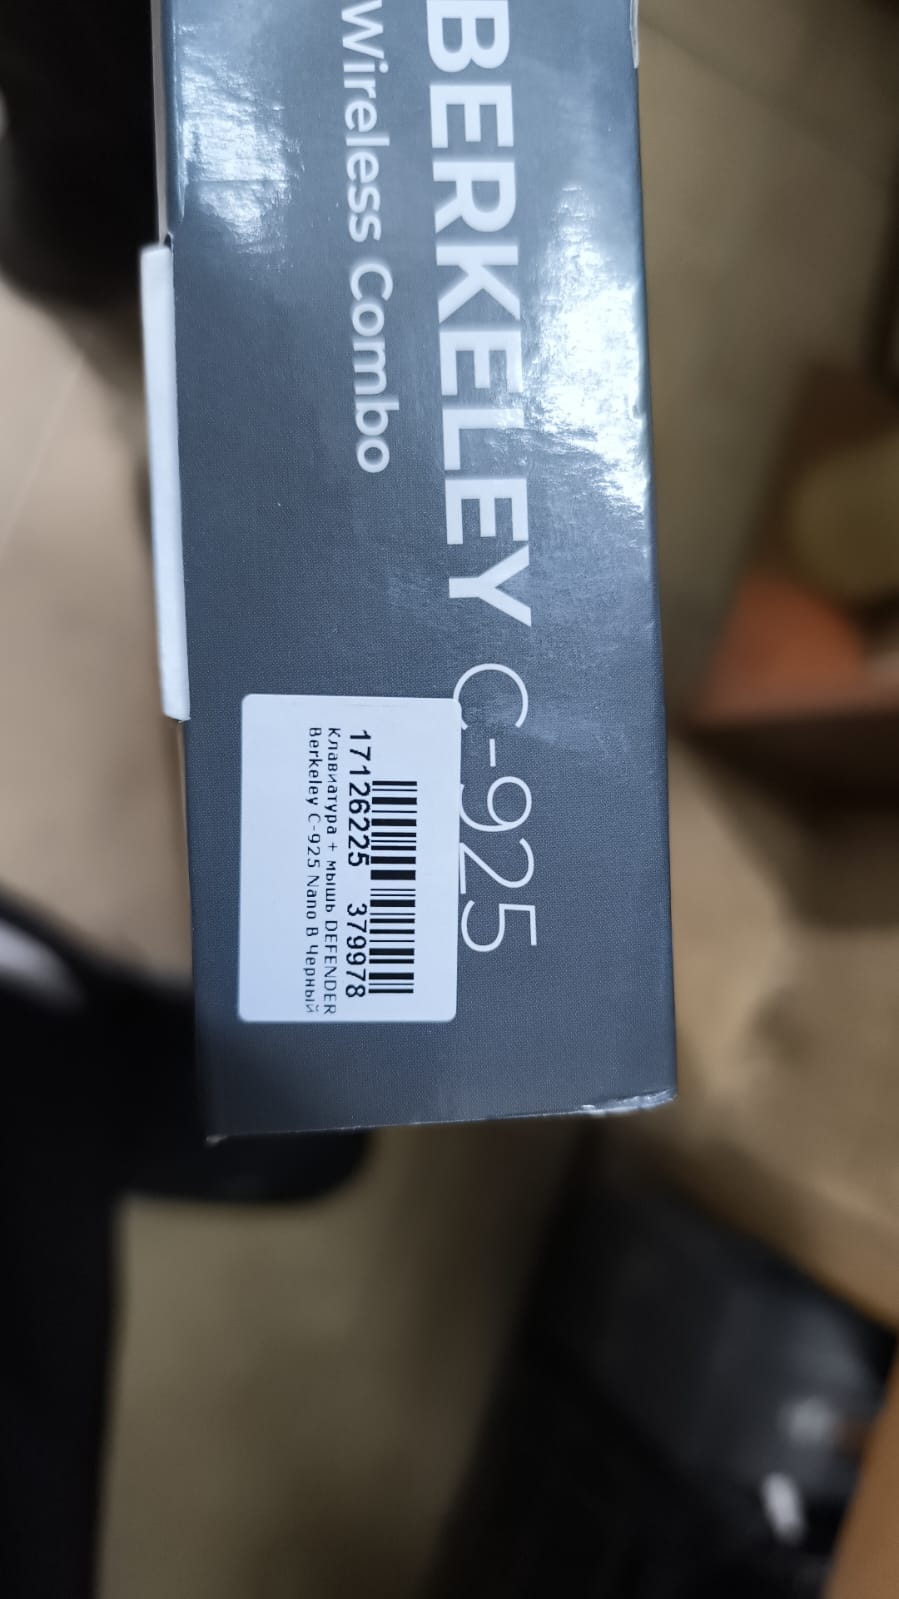 BERKELEY C-925
Wireless Combo
17126225 379978
Клавиатура + мышь DEFENDER
Berkeley C-925 Nano B Черный